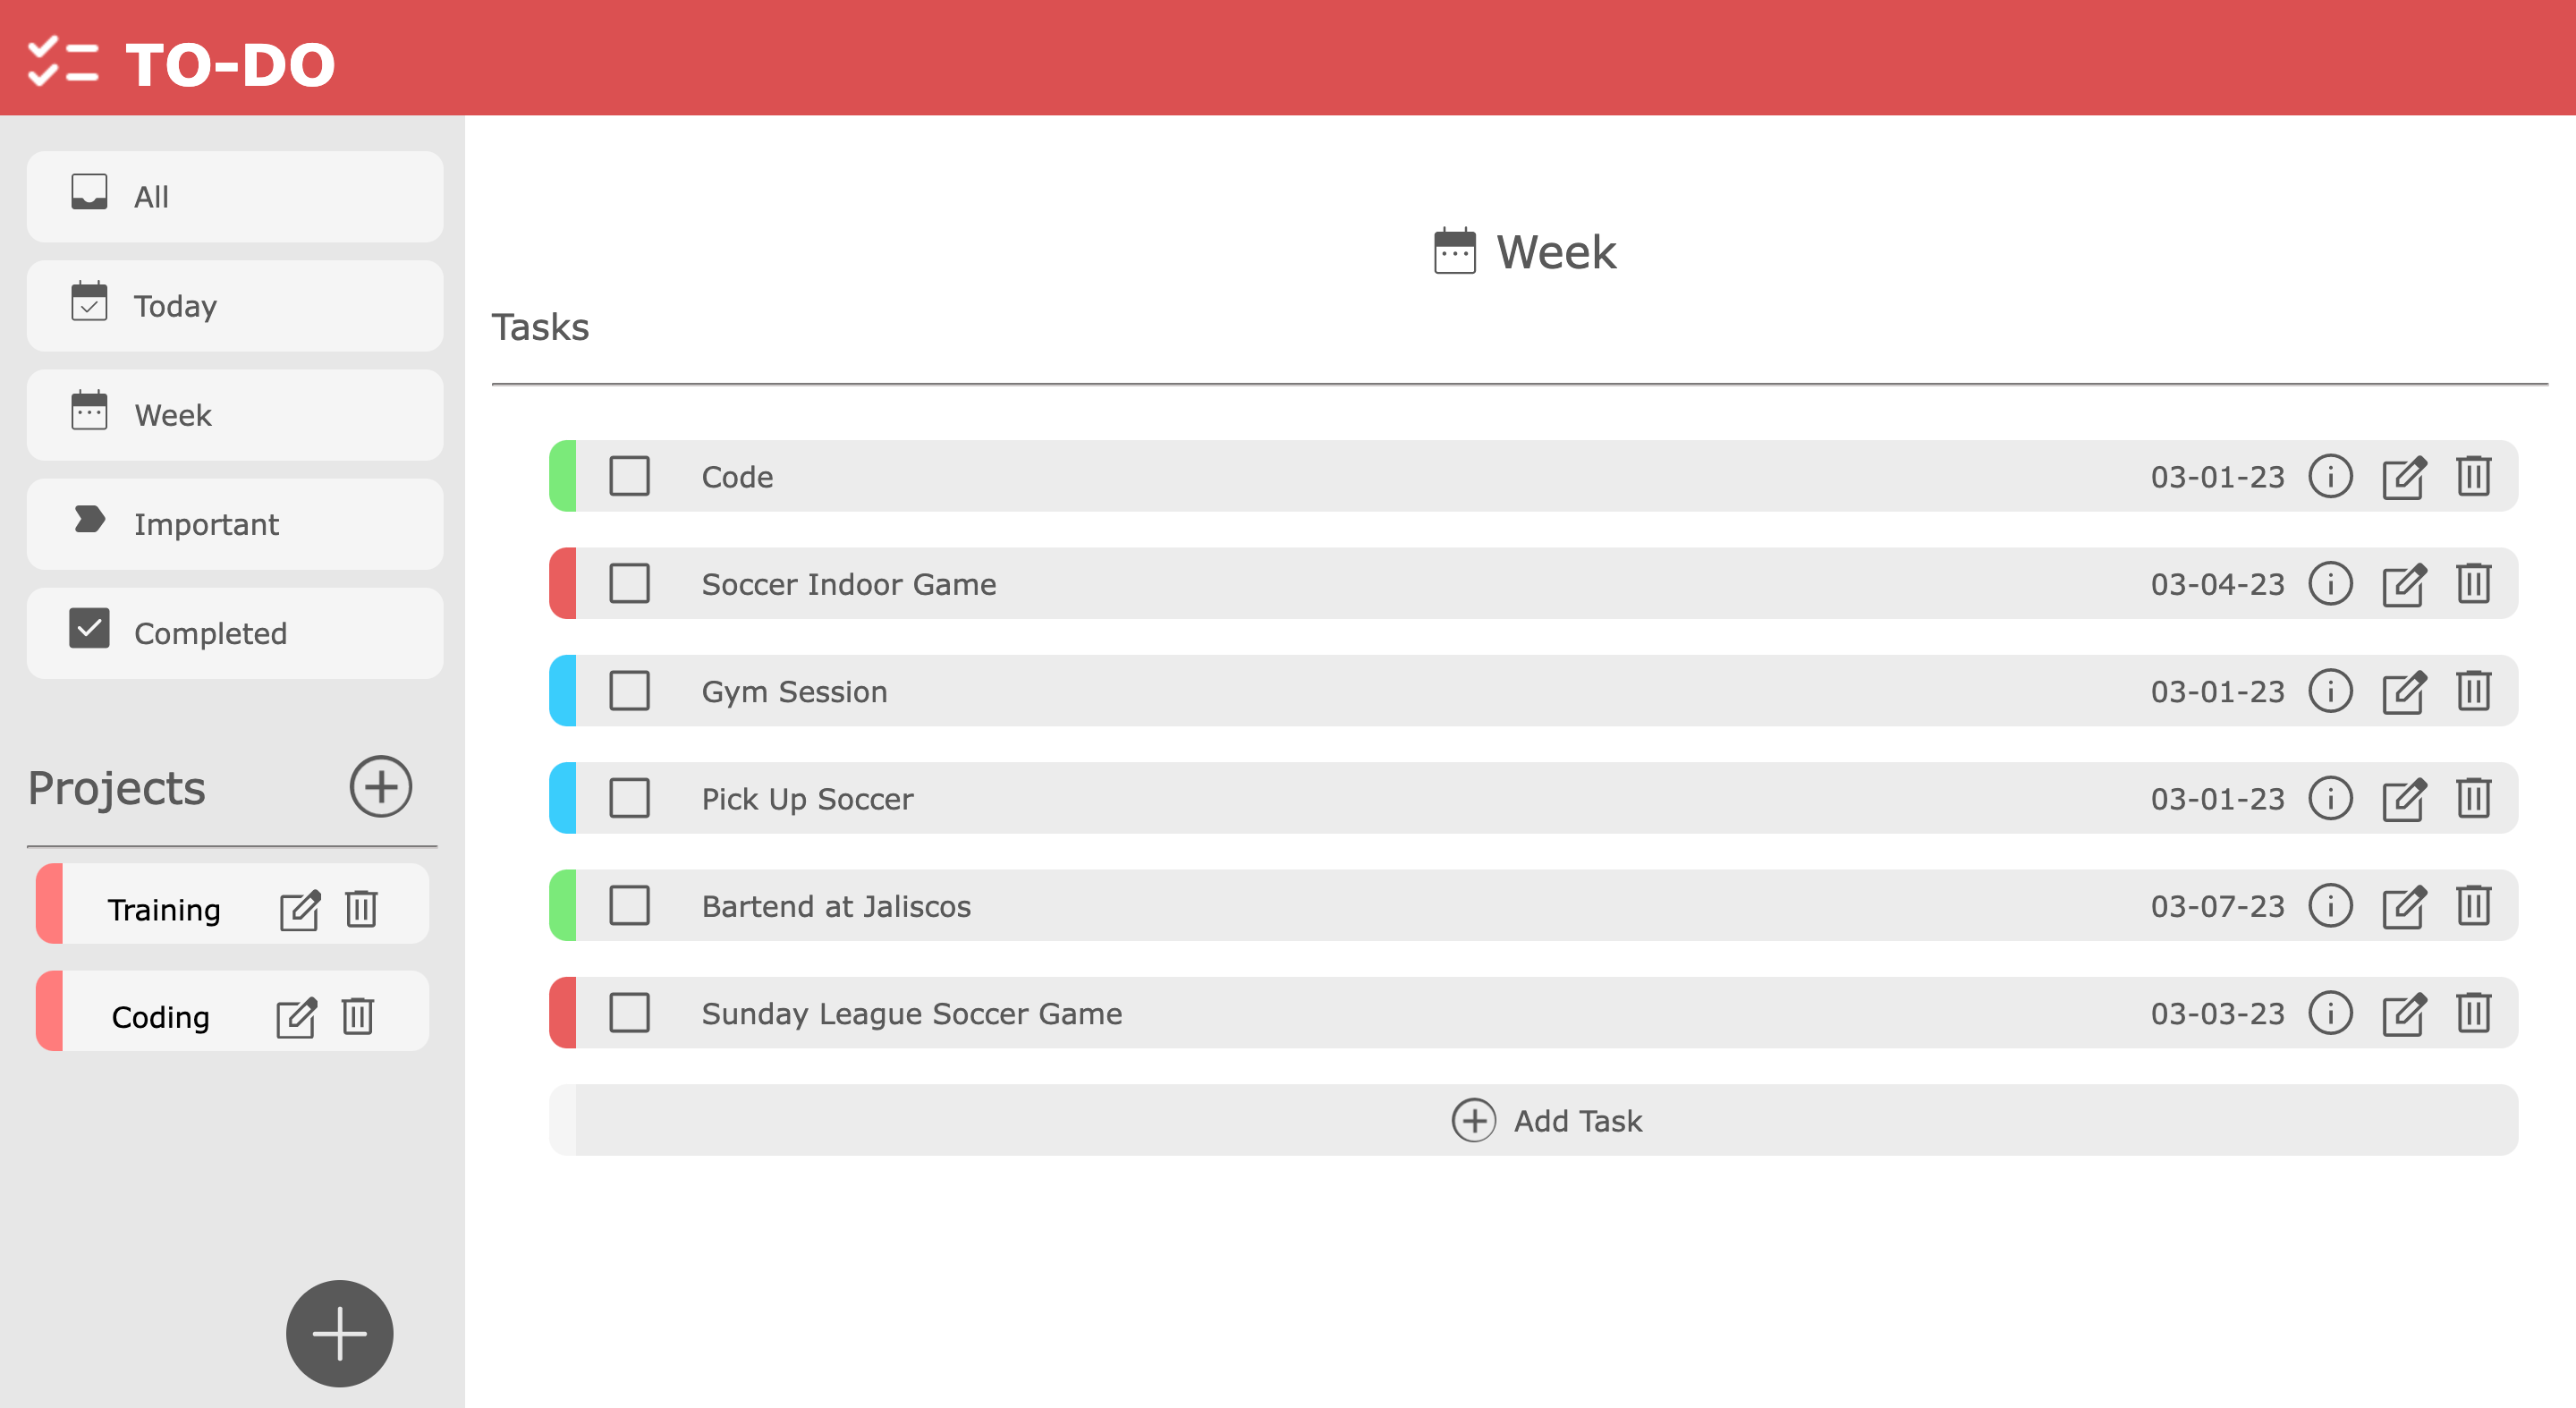 TO-DO
All
Today
Week
Important
Completed
Projects
Training
Coding
Week
Tasks
Code 03-01-23
Soccer Indoor Game 03-04-23
Gym Session 03-01-23
Pick Up Soccer 03-01-23
Bartend at Jaliscos 03-07-23
Sunday League Soccer Game 03-03-23
Add Task